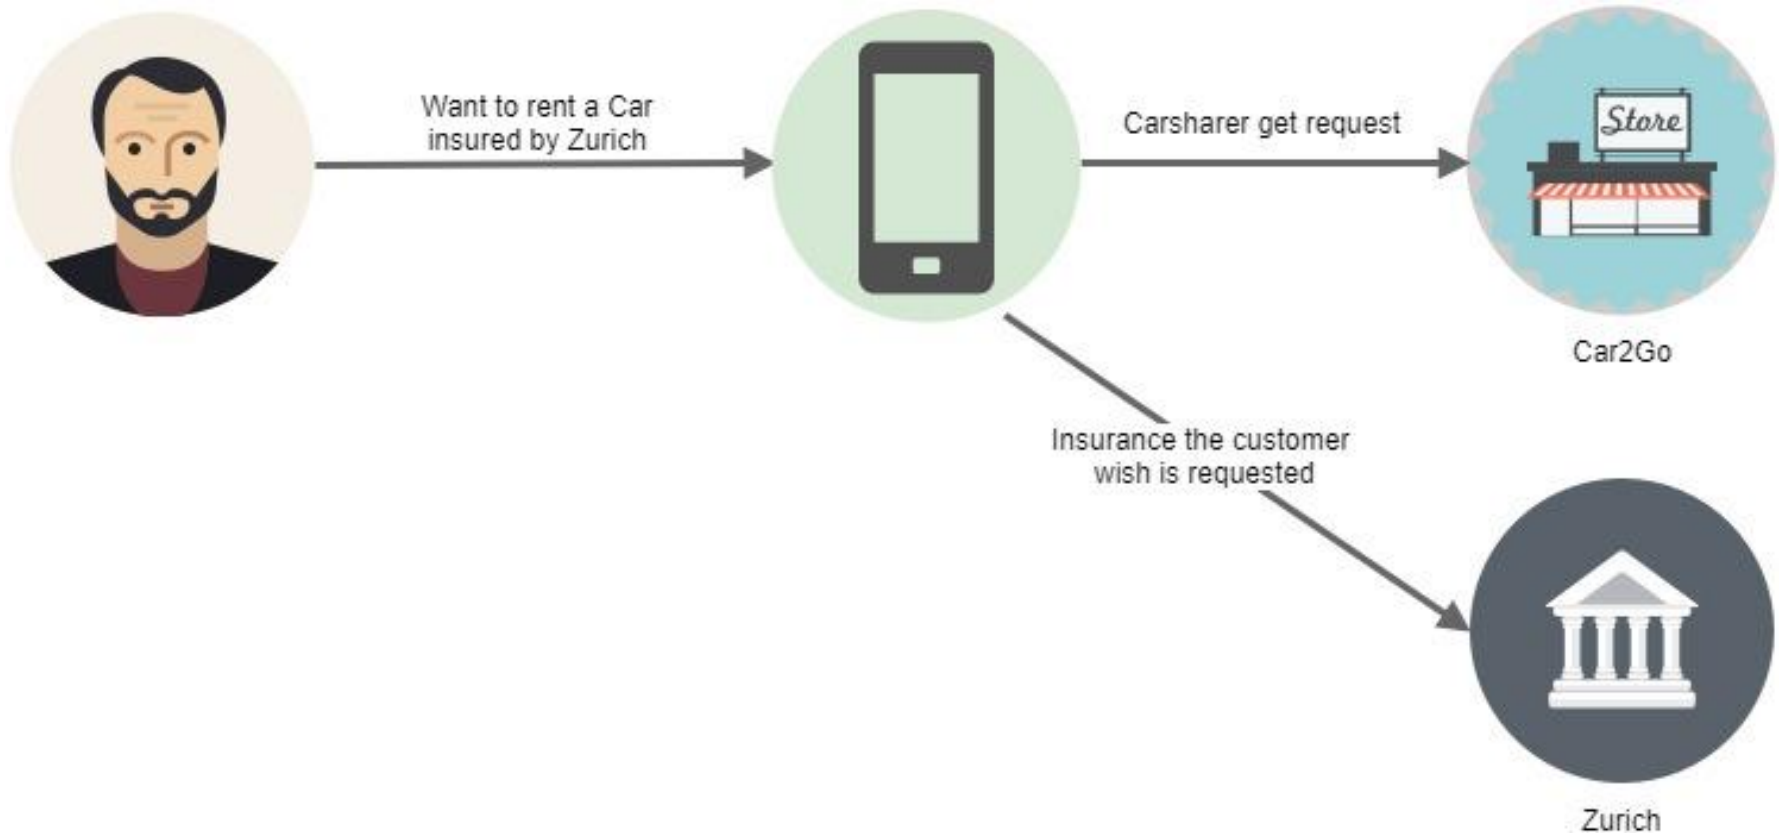 Want to rent a Car
insured by Zurich
Carsharer get request
Store
Car2Go
Insurance the customer
wish is requested
Zurich